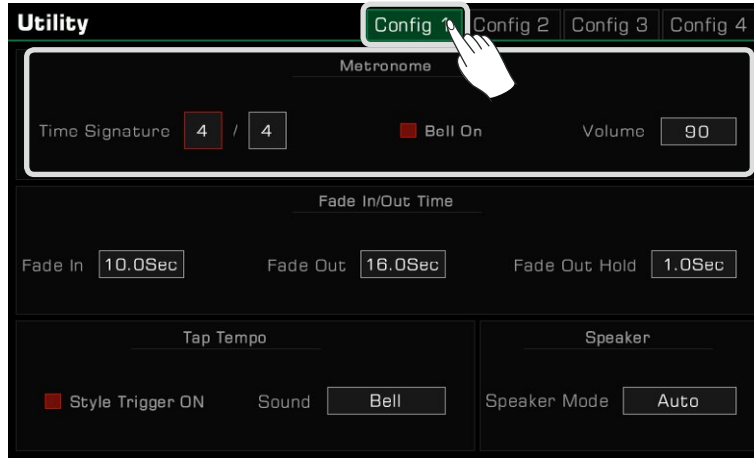 Utility Config 1 Config 2 Config 3 Config 4
Metronome
Time Signature 4 / 4 Bell On Volume 90
Fade In/Out Time
Fade In 10.0Sec Fade Out 16.0Sec Fade Out Hold 1.0Sec
Tap Tempo Speaker
Style Trigger ON Sound Bell Speaker Mode Auto